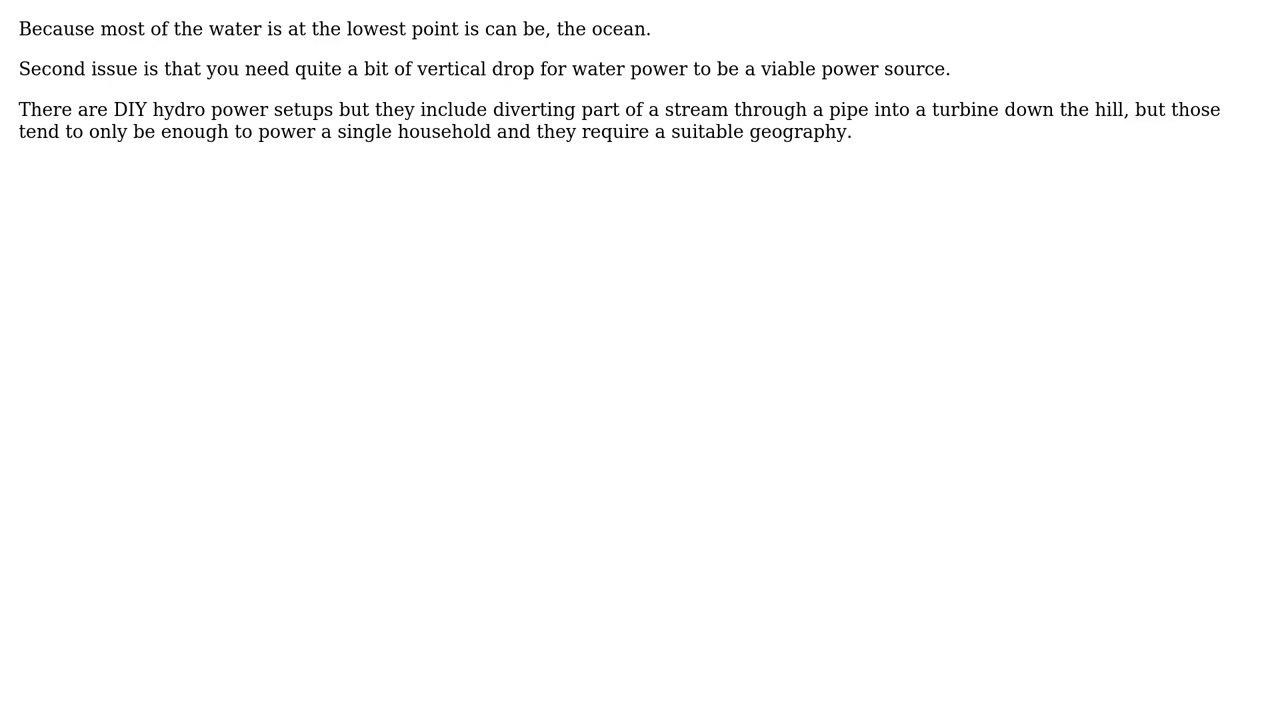 Because most of the water is at the lowest point is can be, the ocean.
Second issue is that you need quite a bit of vertical drop for water power to be a viable power source.
There are DIY hydro power setups but they include diverting part of a stream through a pipe into a turbine down the hill, but those
tend to only be enough to power a single household and they require a suitable geography.